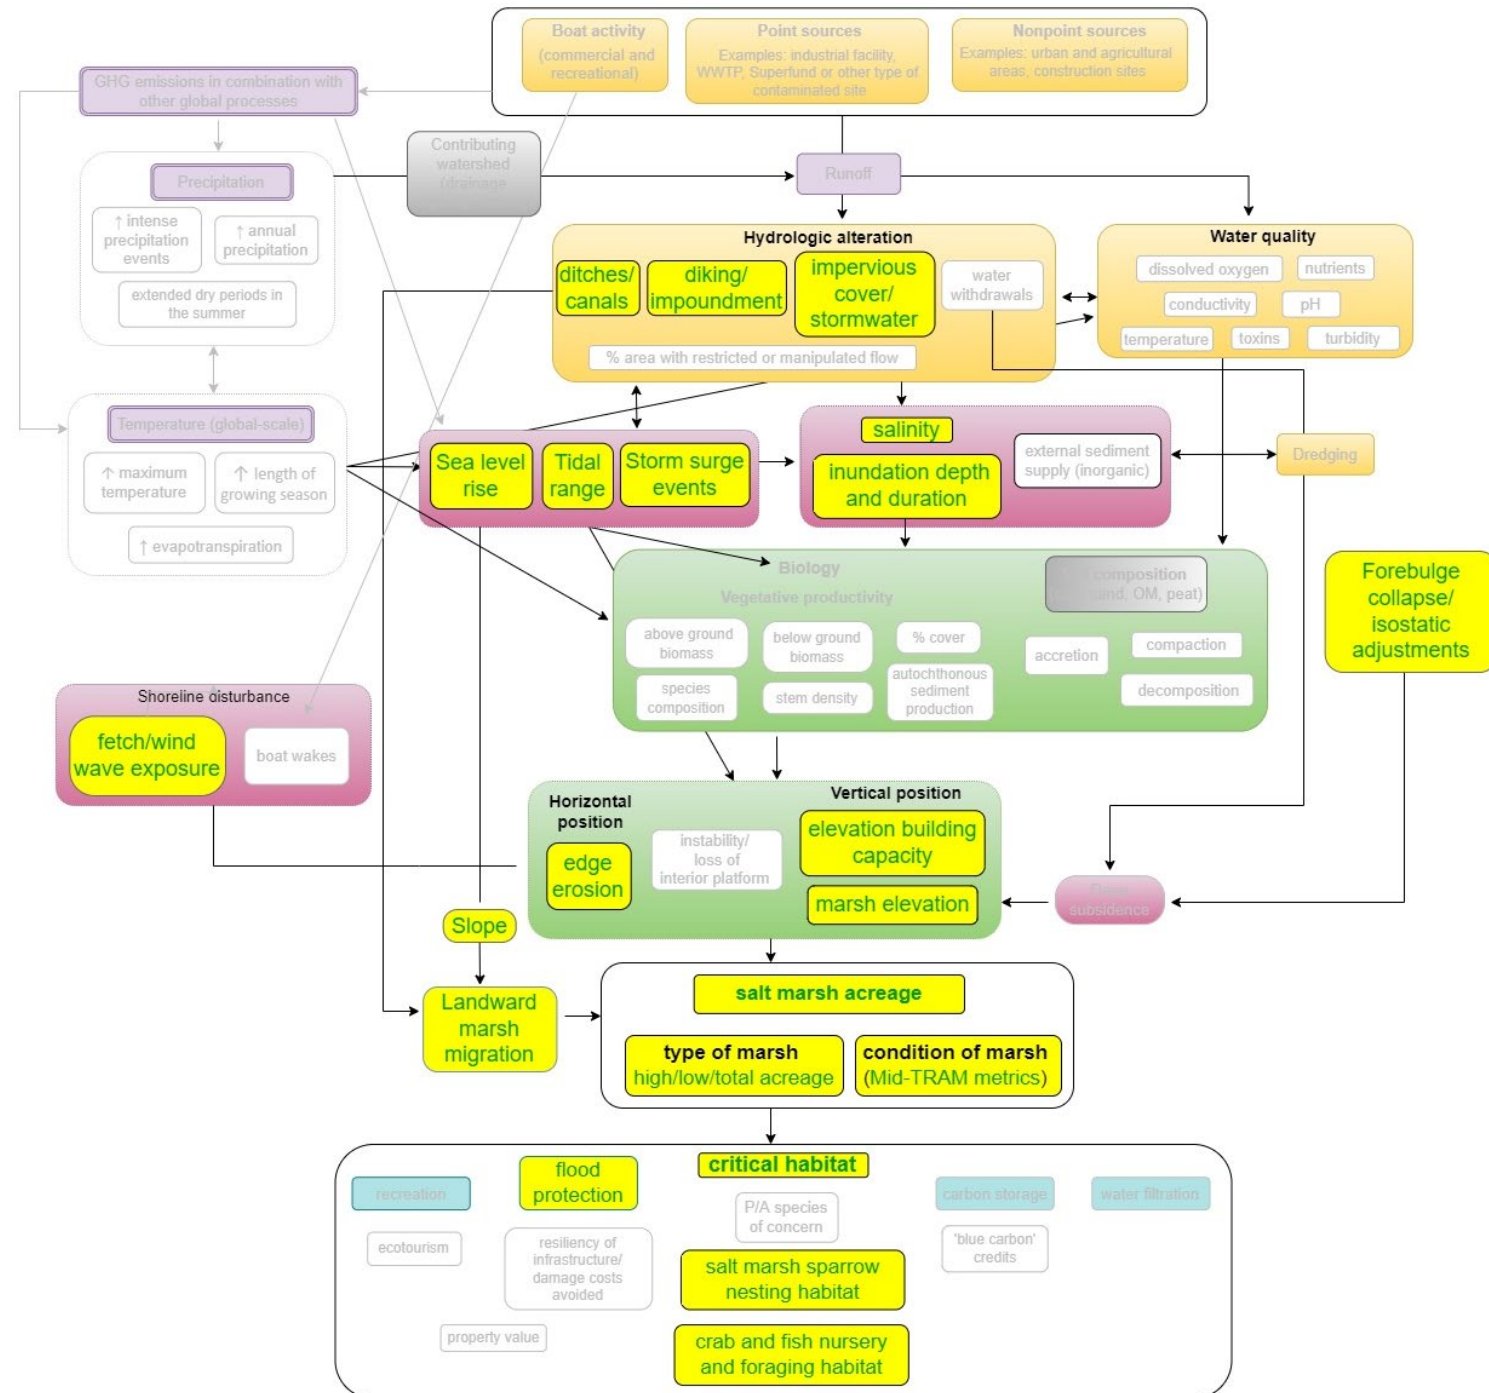 Boat activity
(commercial and
recreational)
Point sources
Examples: industrial facility,
WWTP, Superfund or other type of
contaminated site
Nonpoint sources
Examples: urban and agricultural
areas, construction sites
GHG emissions in combination with
other global processes
Contributing
watershed
(drainage
Runoff
Precipitation
↑ intense
precipitation
events
↑ annual
precipitation
extended dry periods in
the summer
Hydrologic alteration
ditches/
canals
diking/
impoundment
impervious
cover/
stormwater
water
withdrawals
% area with restricted or manipulated flow
Water quality
dissolved oxygen
nutrients
conductivity
pH
temperature
toxins
turbidity
Temperature (global-scale)
↑ maximum
temperature
↑ length of
growing season
↑ evapotranspiration
Sea level
rise
Tidal
range
Storm surge
events
salinity
inundation depth
and duration
external sediment
supply (inorganic)
Dredging
Biology
Vegetative productivity
above ground
biomass
below ground
biomass
% cover
species
composition
stem density
autochthonous
sediment
production
composition
OM, peat)
accretion
compaction
decomposition
Forebulge
collapse/
isostatic
adjustments
Shoreline disturbance
fetch/wind
wave exposure
boat wakes
Horizontal
position
edge
erosion
instability/
loss of
interior platform
Vertical position
elevation building
capacity
marsh elevation
subsidence
Slope
Landward
marsh
migration
salt marsh acreage
type of marsh
high/low/total acreage
condition of marsh
(Mid-TRAM metrics)
recreation
ecotourism
flood
protection
resiliency of
infrastructure/
damage costs
avoided
property value
critical habitat
P/A species
of concern
salt marsh sparrow
nesting habitat
crab and fish nursery
and foraging habitat
carbon storage
'blue carbon'
credits
water filtration